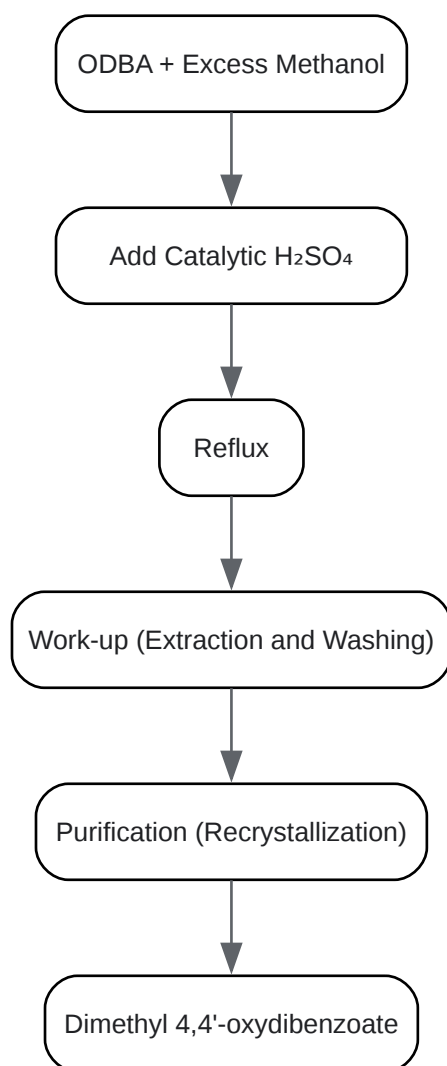 ODBA + Excess Methanol
Add Catalytic H₂SO₄
Reflux
Work-up (Extraction and Washing)
Purification (Recrystallization)
Dimethyl 4,4'-oxydibenzoate